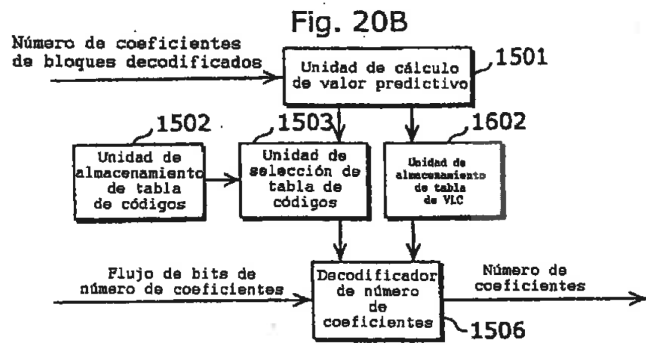 Fig. 20B
Número de coeficientes
de bloques decodificados
Unidad de cálculo
de valor predictivo
1501
1502
Unidad de
almacenamiento
de tabla
de códigos
1503
Unidad de
selección de
tabla de
códigos
1602
Unidad de
almacenamiento
de tabla
de VLC
Flujo de bits de
número de coeficientes
Decodificador
de número
de
coeficientes
1506
Número de
coeficientes